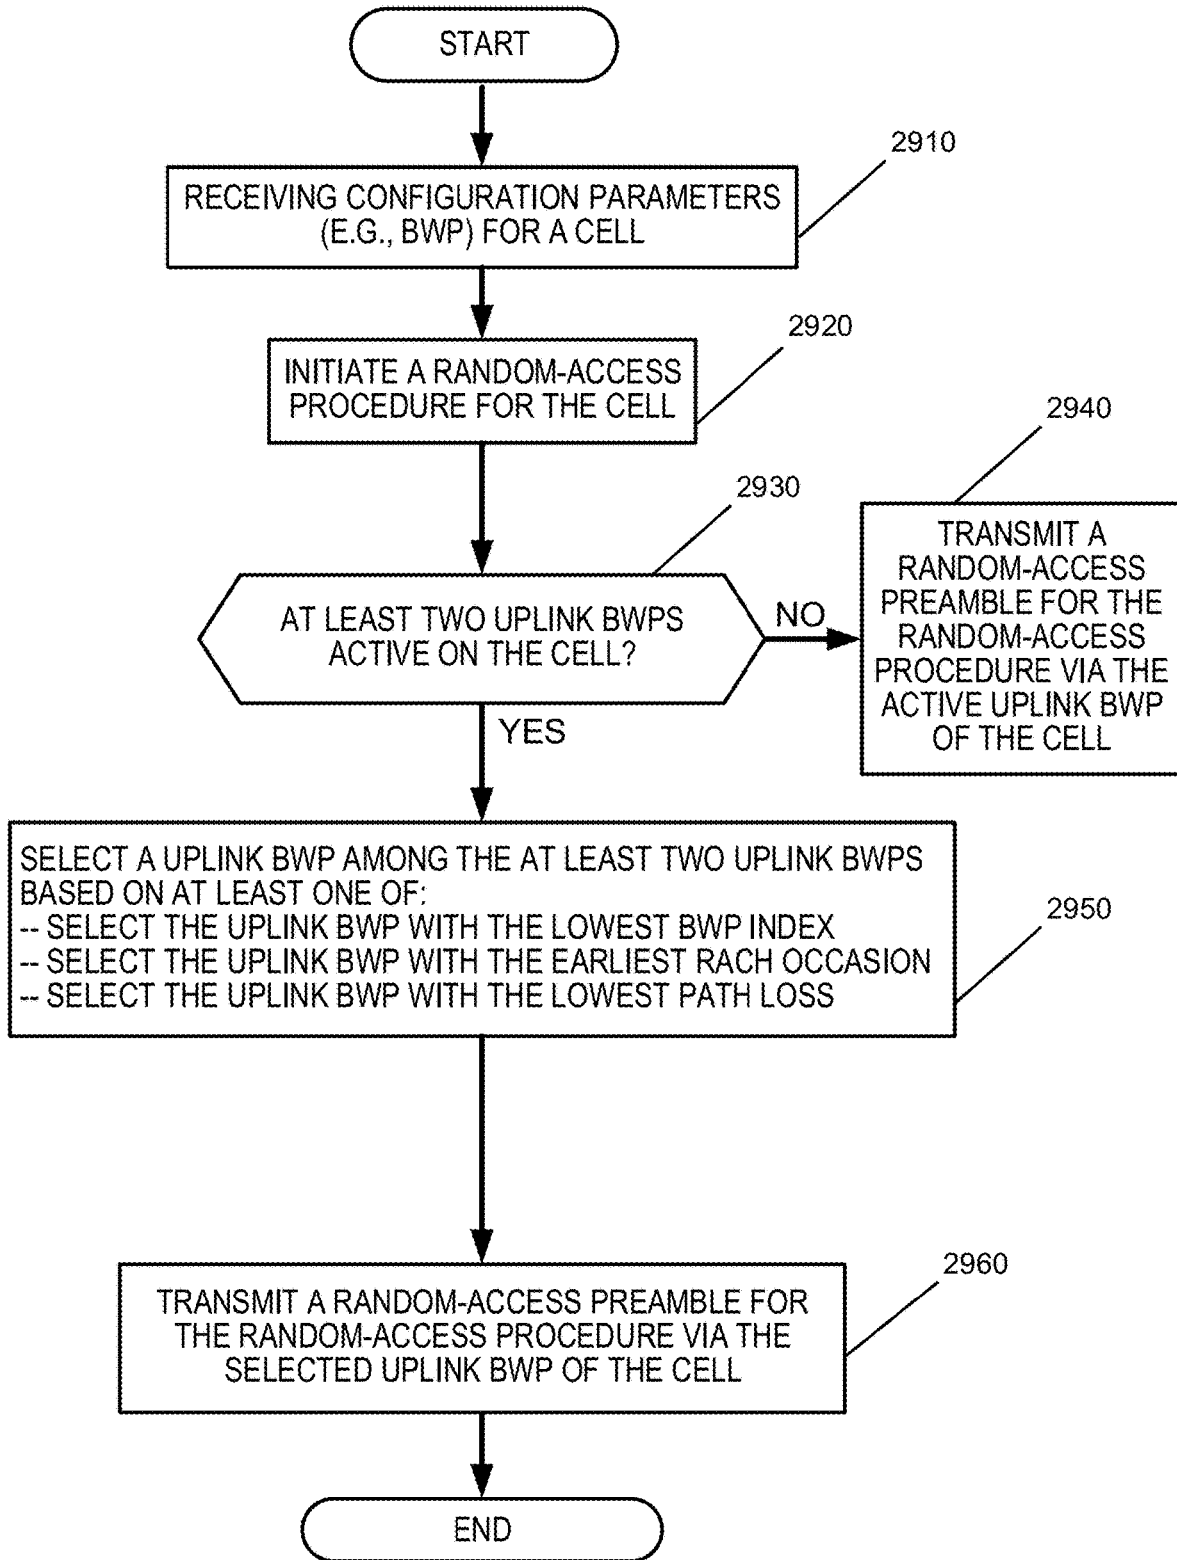 START
2910
RECEIVING CONFIGURATION PARAMETERS
(E.G., BWP) FOR A CELL
2920
INITIATE A RANDOM-ACCESS
PROCEDURE FOR THE CELL
2930
AT LEAST TWO UPLINK BWPS
ACTIVE ON THE CELL?
NO
YES
2940
TRANSMIT A
RANDOM-ACCESS
PREAMBLE FOR THE
RANDOM-ACCESS
PROCEDURE VIA THE
ACTIVE UPLINK BWP
OF THE CELL
SELECT A UPLINK BWP AMONG THE AT LEAST TWO UPLINK BWPS
BASED ON AT LEAST ONE OF:
-- SELECT THE UPLINK BWP WITH THE LOWEST BWP INDEX
-- SELECT THE UPLINK BWP WITH THE EARLIEST RACH OCCASION
-- SELECT THE UPLINK BWP WITH THE LOWEST PATH LOSS
2950
2960
TRANSMIT A RANDOM-ACCESS PREAMBLE FOR
THE RANDOM-ACCESS PROCEDURE VIA THE
SELECTED UPLINK BWP OF THE CELL
END